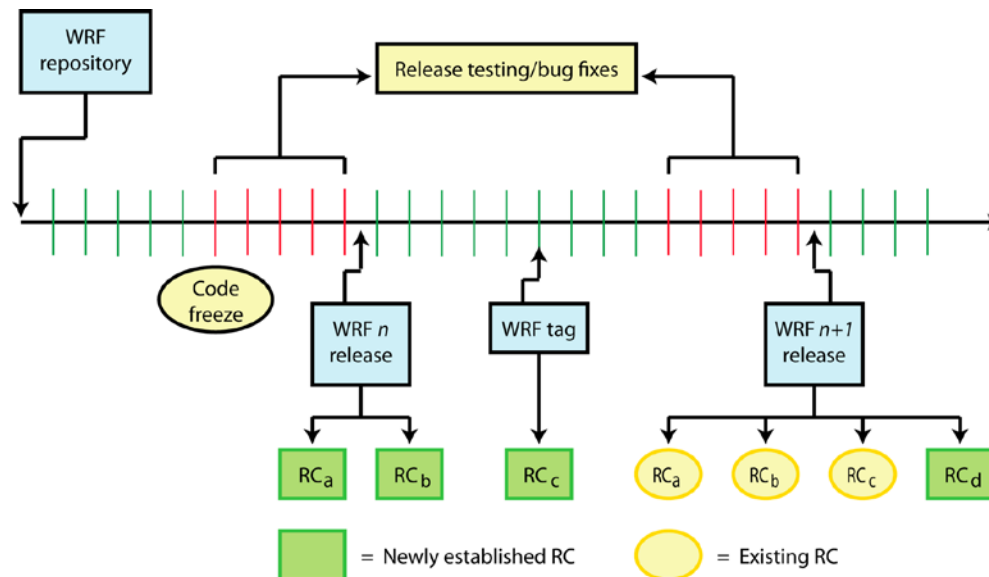 WRF
repository
Release testing/bug fixes
Code
freeze
WRF n
release
WRF tag
WRF n+1
release
RCa
RCb
RCc
RCa
RCb
RCc
RCd
= Newly established RC
= Existing RC